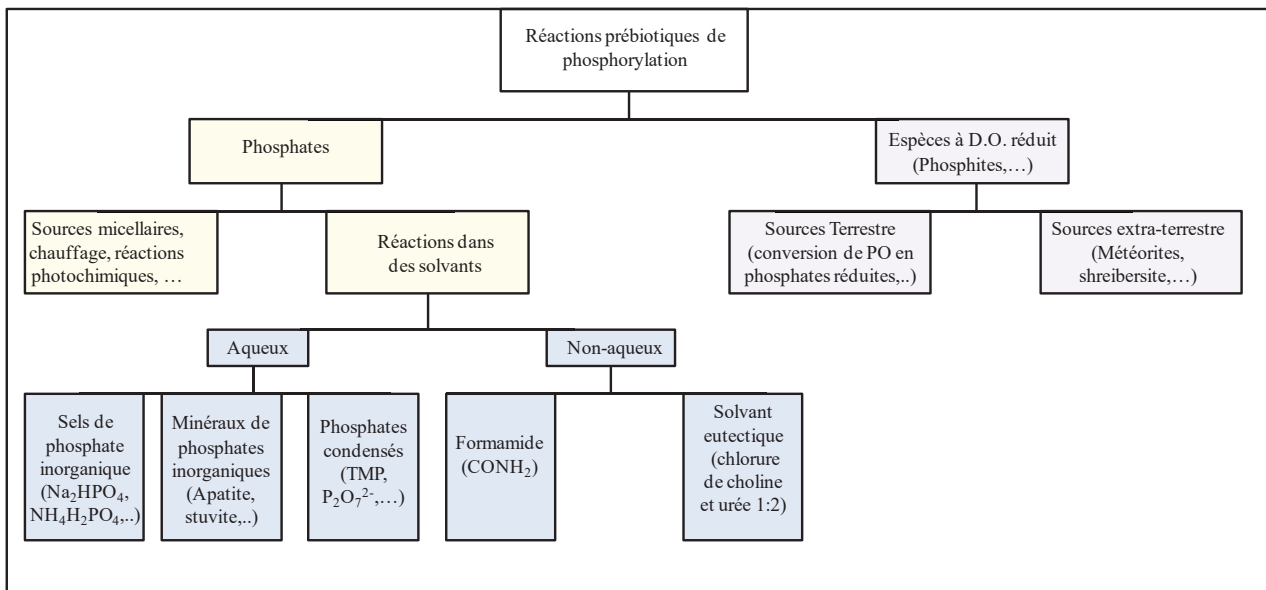 Réactions prébiotiques de
phosphorylation
Phosphates
Espèces à D.O. réduit
(Phosphites,…)
Sources micellaires,
chauffage, réactions
photochimiques, …
Réactions dans
des solvants
Sources Terrestre
(conversion de PO en
phosphates réduites,..)
Sources extra-terrestre
(Météorites,
shreibersite,…)
Aqueux
Non-aqueux
Sels de
phosphate
inorganique
(Na₂HPO₄,
NH₄H₂PO₄,..)
Minéraux de
phosphates
inorganiques
(Apatite,
stuvite,..)
Phosphates
condensés
(TMP,
P₂O₇²⁻,…)
Formamide
(CONH₂)
Solvant
eutectique
(chlorure
de choline
et urée 1:2)